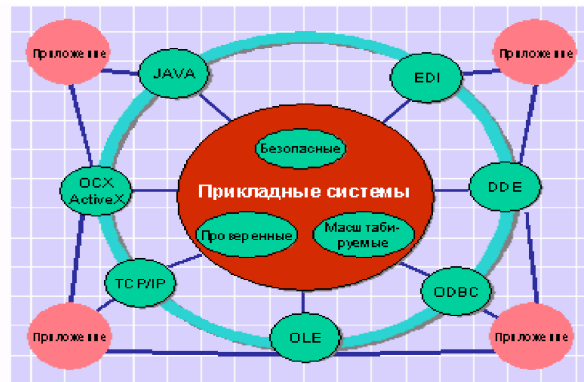 Приложение
Приложение
JAVA
EDI
Безопасные
OCX
ActiveX
Прикладные системы
DDE
Проверенные
Масштаби-
руемые
TCP/IP
ODBC
Приложение
OLE
Приложение